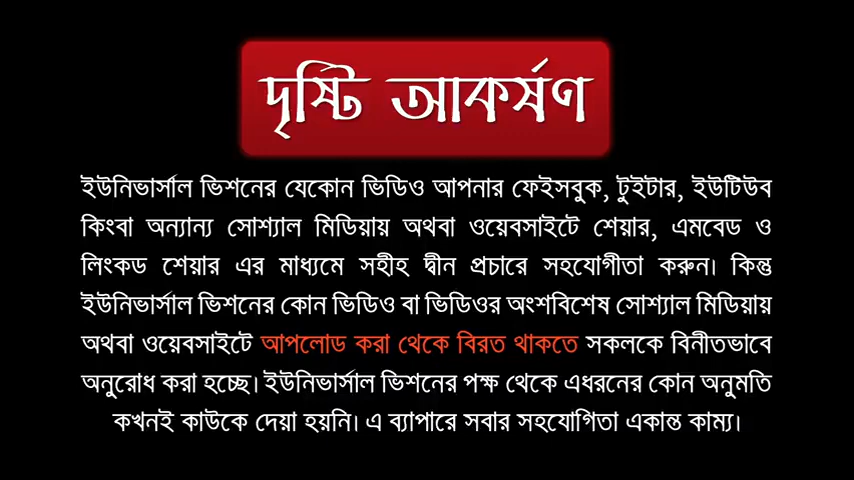 দৃষ্টি আকর্ষণ
ইউনিভার্সাল ভিশনের যেকোন ভিডিও আপনার ফেইসবুক, টুইটার, ইউটিউব
কিংবা অন্যান্য সোশ্যাল মিডিয়ায় অথবা ওয়েবসাইটে শেয়ার, এমবেড ও
লিংকড শেয়ার এর মাধ্যমে সহীহ দ্বীন প্রচারে সহযোগীতা করুন। কিন্তু
ইউনিভার্সাল ভিশনের কোন ভিডিও বা ভিডিওর অংশবিশেষ সোশ্যাল মিডিয়ায়
অথবা ওয়েবসাইটে আপলোড করা থেকে বিরত থাকতে সকলকে বিনীতভাবে
অনুরোধ করা হচ্ছে। ইউনিভার্সাল ভিশনের পক্ষ থেকে এধরনের কোন অনুমতি
কখনই কাউকে দেয়া হয়নি। এ ব্যাপারে সবার সহযোগিতা একান্ত কাম্য।